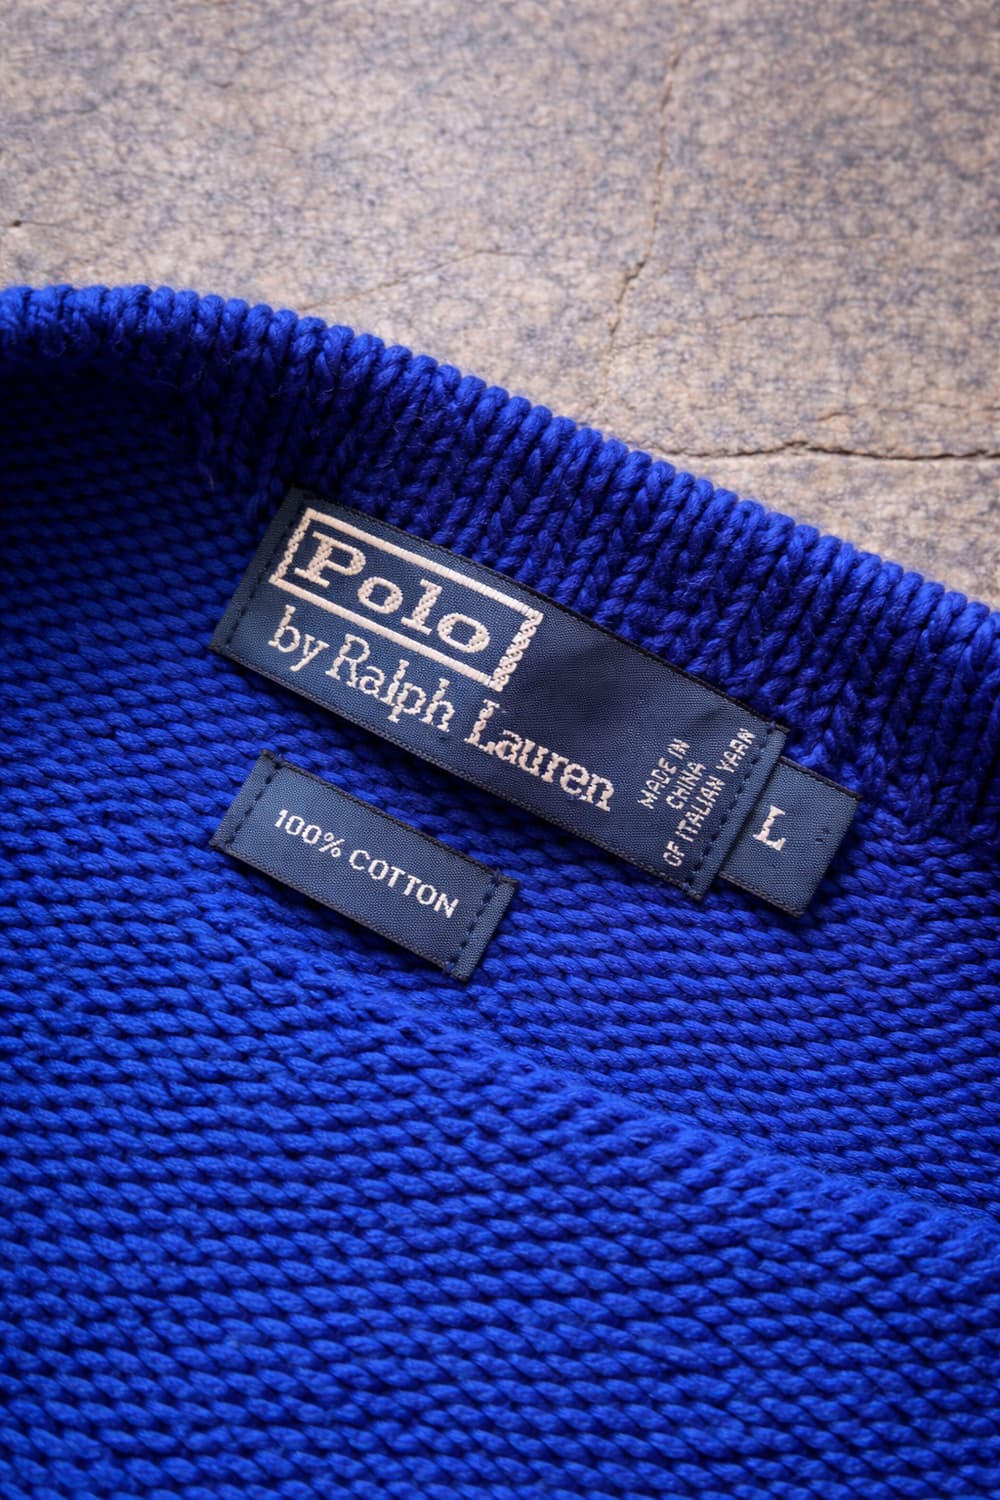 Polo
by Ralph Lauren
MADE IN
CHINA
OF ITALIAN YARN
L
100% COTTON